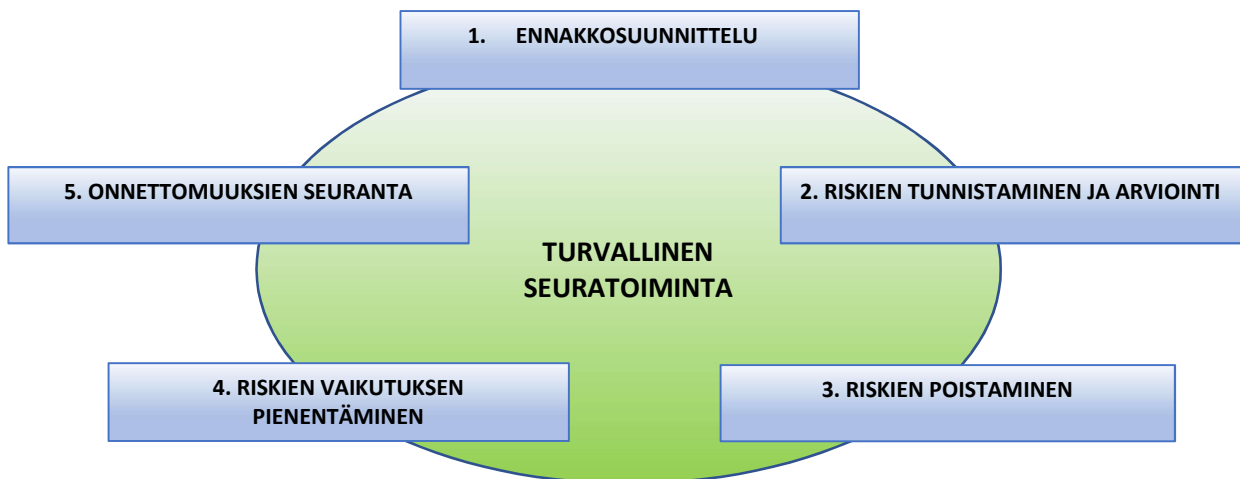 1. ENNAKKOSUUNNITTELU
5. ONNETTOMUUKSIEN SEURANTA
2. RISKIEN TUNNISTAMINEN JA ARVIOINTI
TURVALLINEN
SEURATOIMINTA
4. RISKIEN VAIKUTUKSEN
PIENENTÄMINEN
3. RISKIEN POISTAMINEN